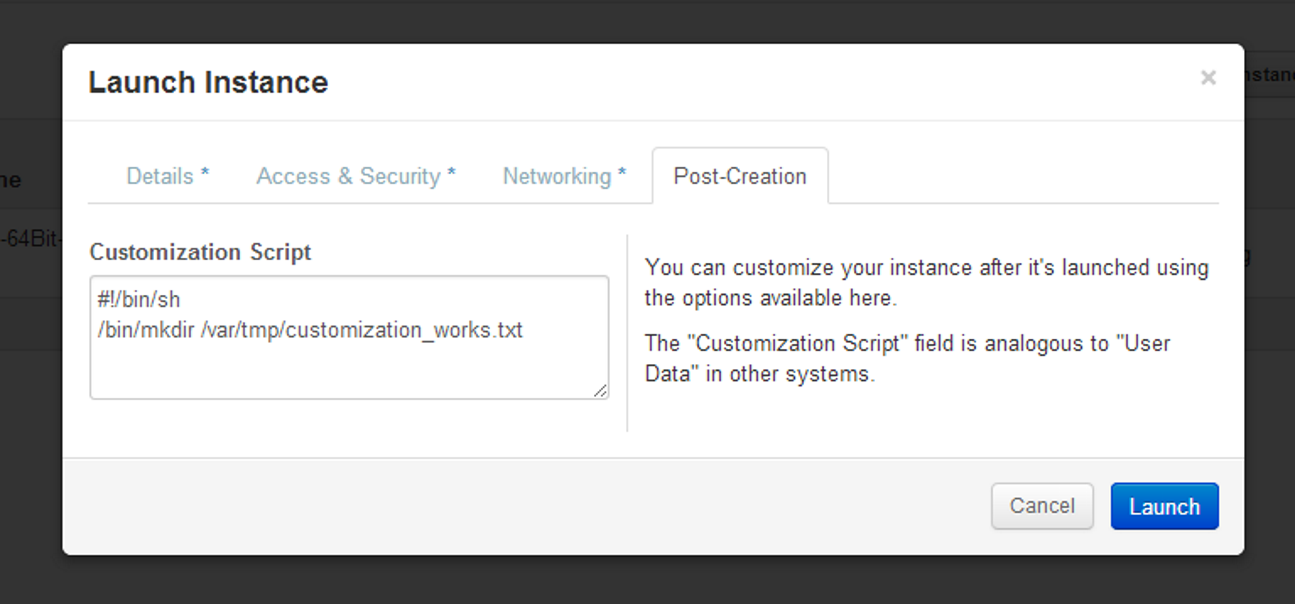 Launch Instance
×
Details *
Access & Security *
Networking *
Post-Creation
Customization Script
#!/bin/sh
/bin/mkdir /var/tmp/customization_works.txt
You can customize your instance after it's launched using
the options available here.
The "Customization Script" field is analogous to "User
Data" in other systems.
Cancel
Launch
-64Bit-